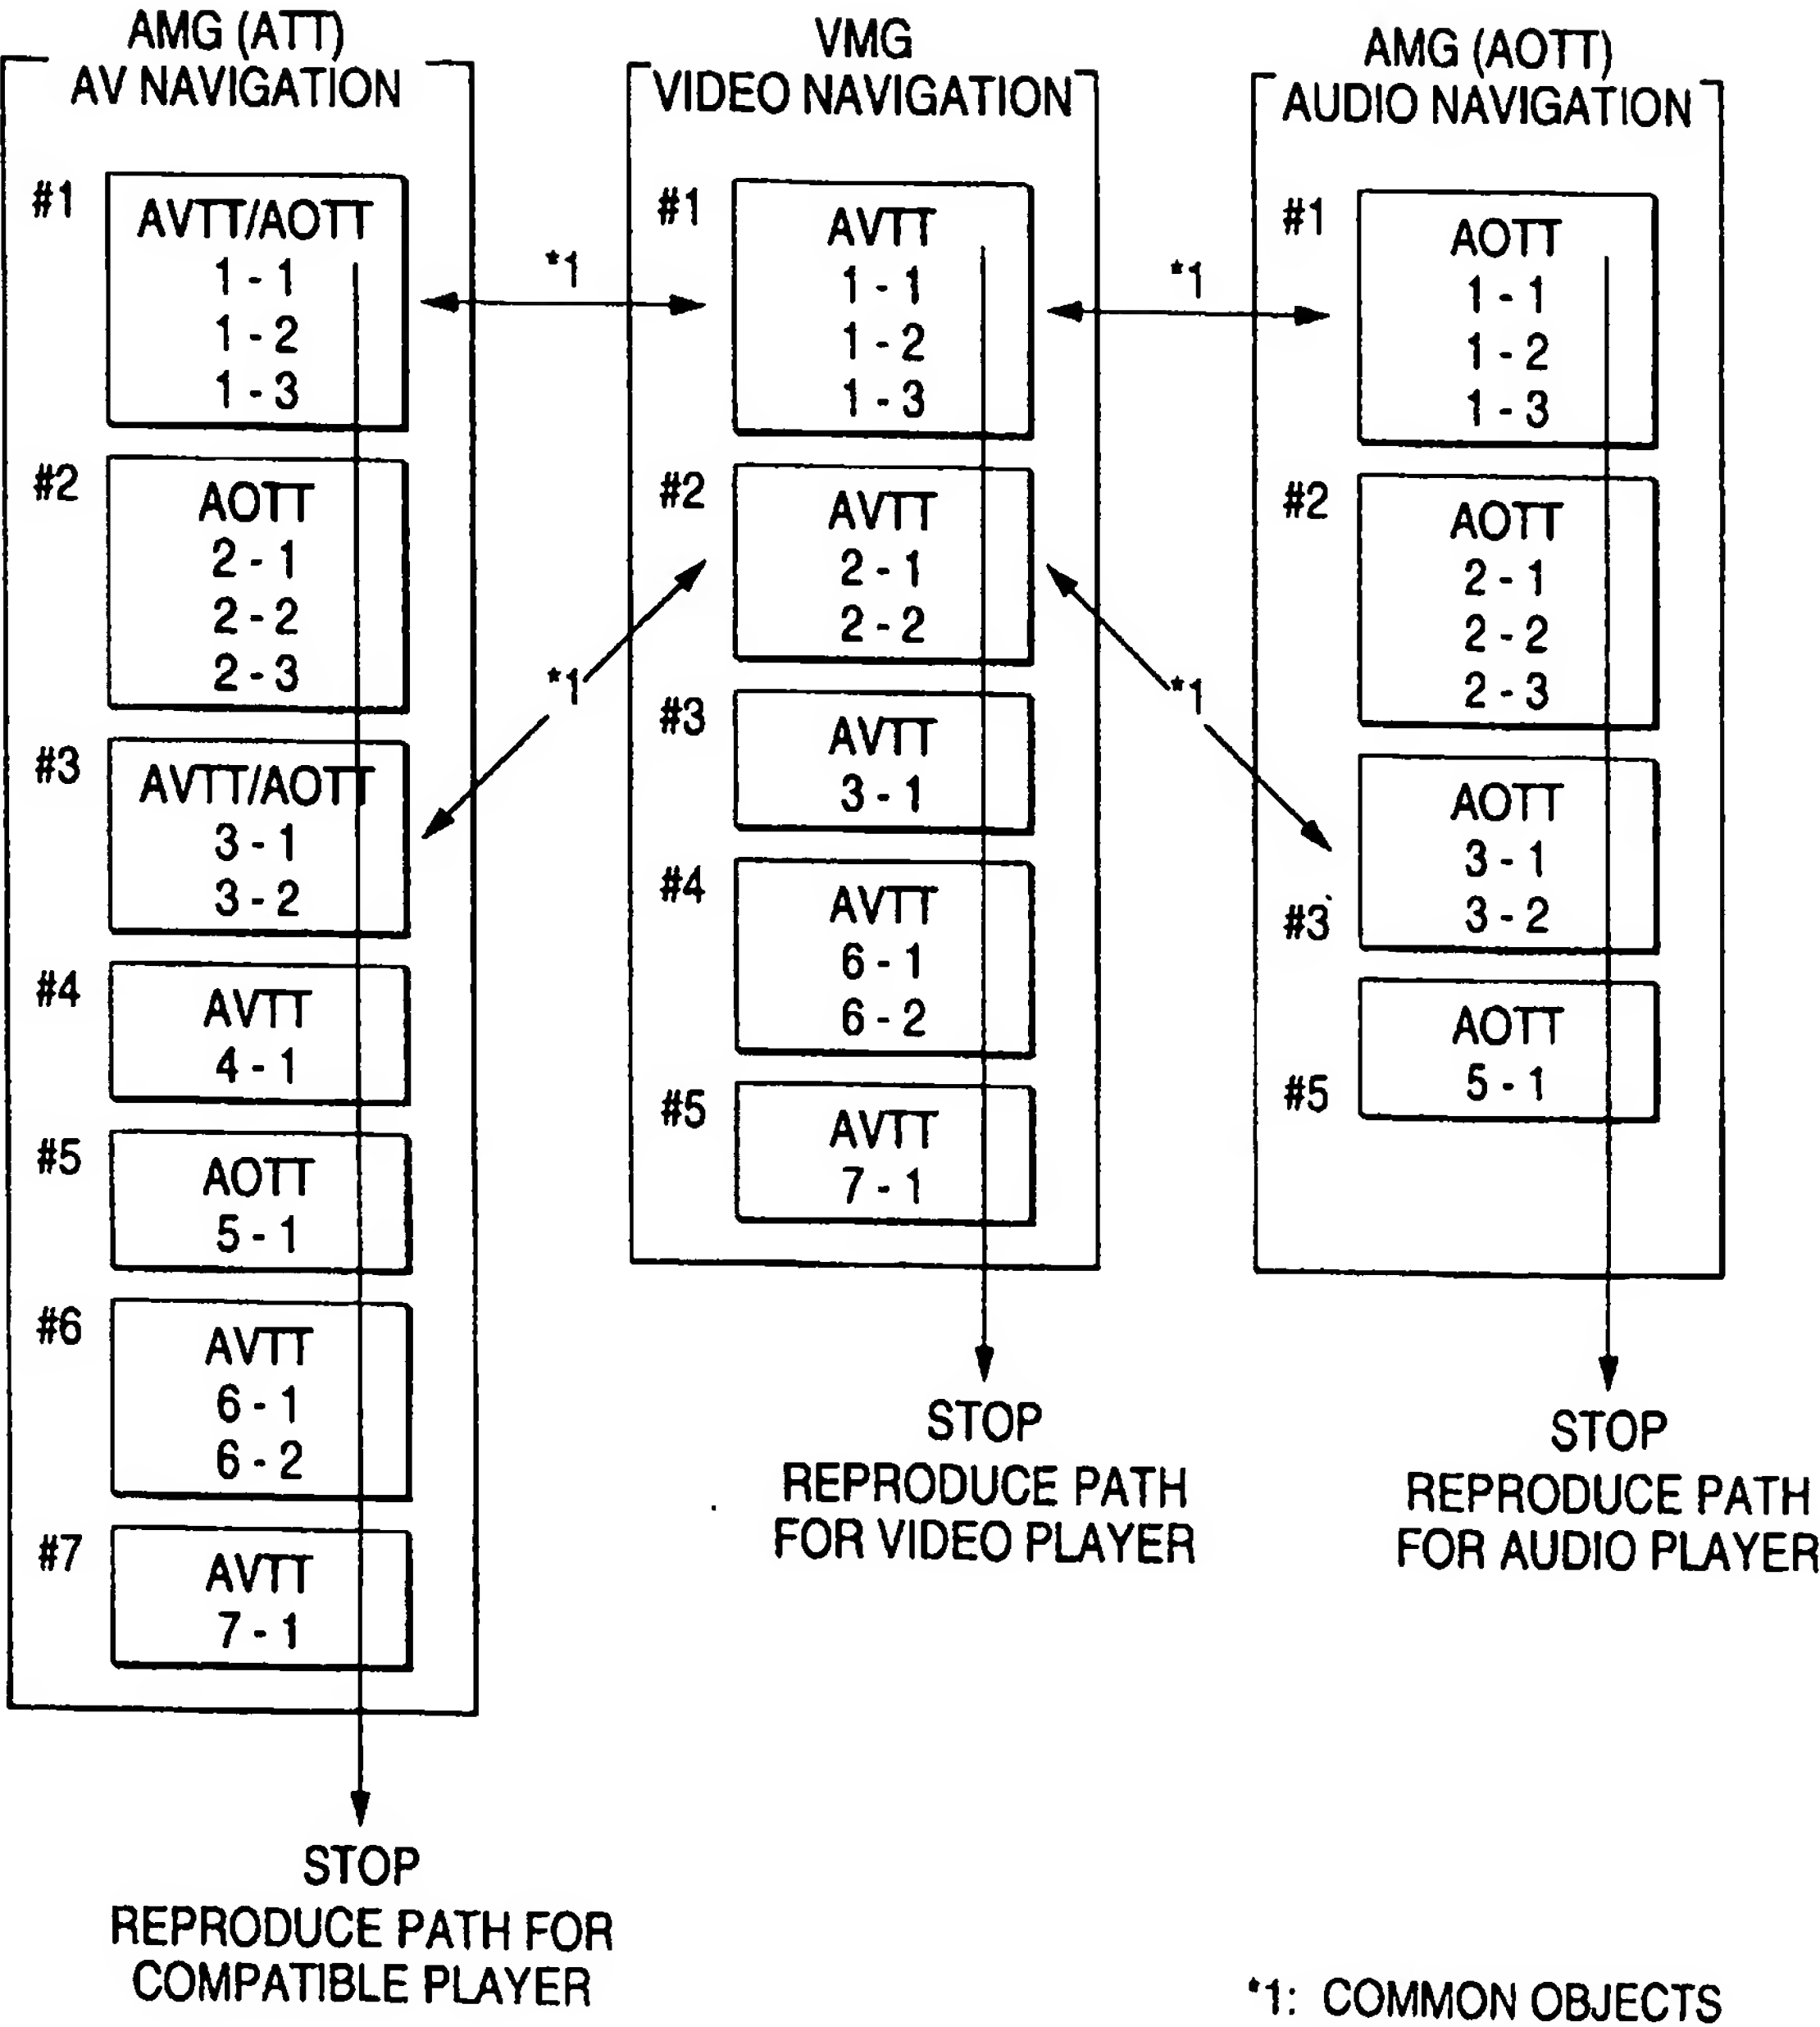 AMG (ATT)
AV NAVIGATION
#1
AVTT/AOTT
1 - 1
1 - 2
1 - 3
#2
AOTT
2 - 1
2 - 2
2 - 3
#3
AVTT/AOTT
3 - 1
3 - 2
#4
AVTT
4 - 1
#5
AOTT
5 - 1
#6
AVTT
6 - 1
6 - 2
#7
AVTT
7 - 1
STOP
REPRODUCE PATH FOR
COMPATIBLE PLAYER
*1
*1
VMG
VIDEO NAVIGATION
#1
AVTT
1 - 1
1 - 2
1 - 3
#2
AVTT
2 - 1
2 - 2
#3
AVTT
3 - 1
#4
AVTT
6 - 1
6 - 2
#5
AVTT
7 - 1
STOP
REPRODUCE PATH
FOR VIDEO PLAYER
*1
*1
AMG (AOTT)
AUDIO NAVIGATION
#1
AOTT
1 - 1
1 - 2
1 - 3
#2
AOTT
2 - 1
2 - 2
2 - 3
AOTT
3 - 1
#3
3 - 2
AOTT
5 - 1
#5
STOP
REPRODUCE PATH
FOR AUDIO PLAYER
*1: COMMON OBJECTS